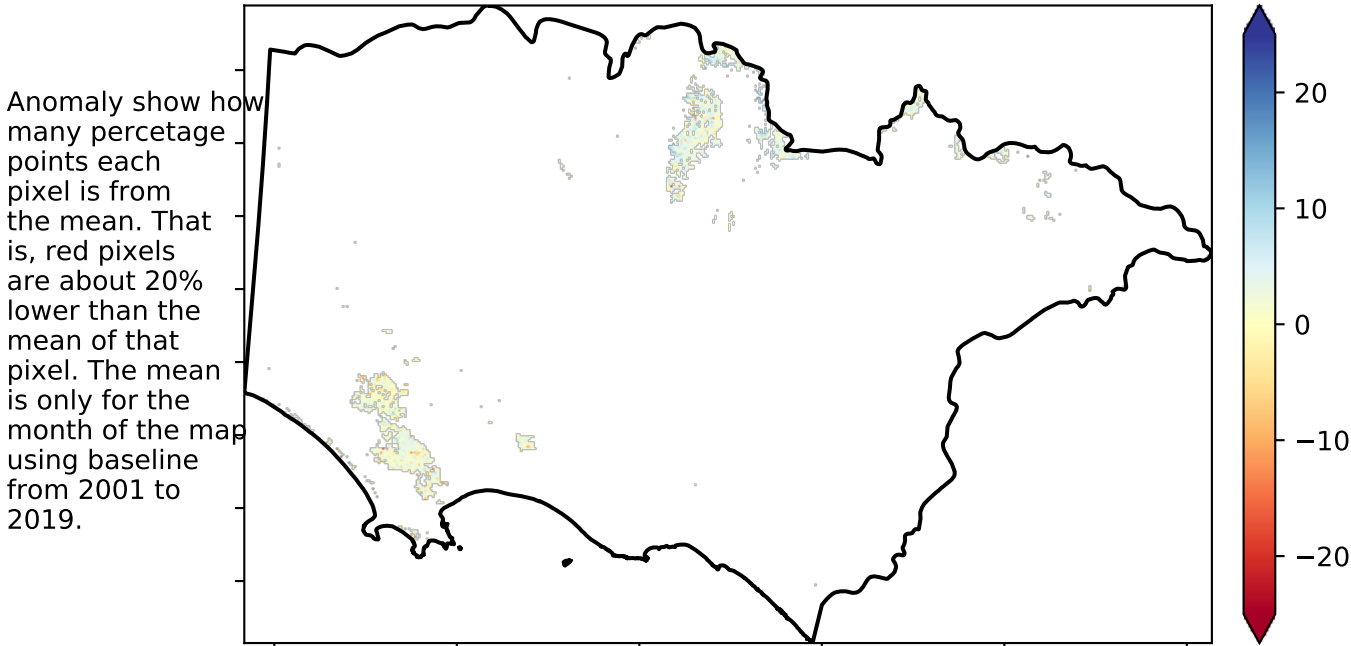 Anomaly show how
many percetage
points each
pixel is from
the mean. That
is, red pixels
are about 20%
lower than the
mean of that
pixel. The mean
is only for the
month of the map
using baseline
from 2001 to
2019.
20
10
0
−10
−20